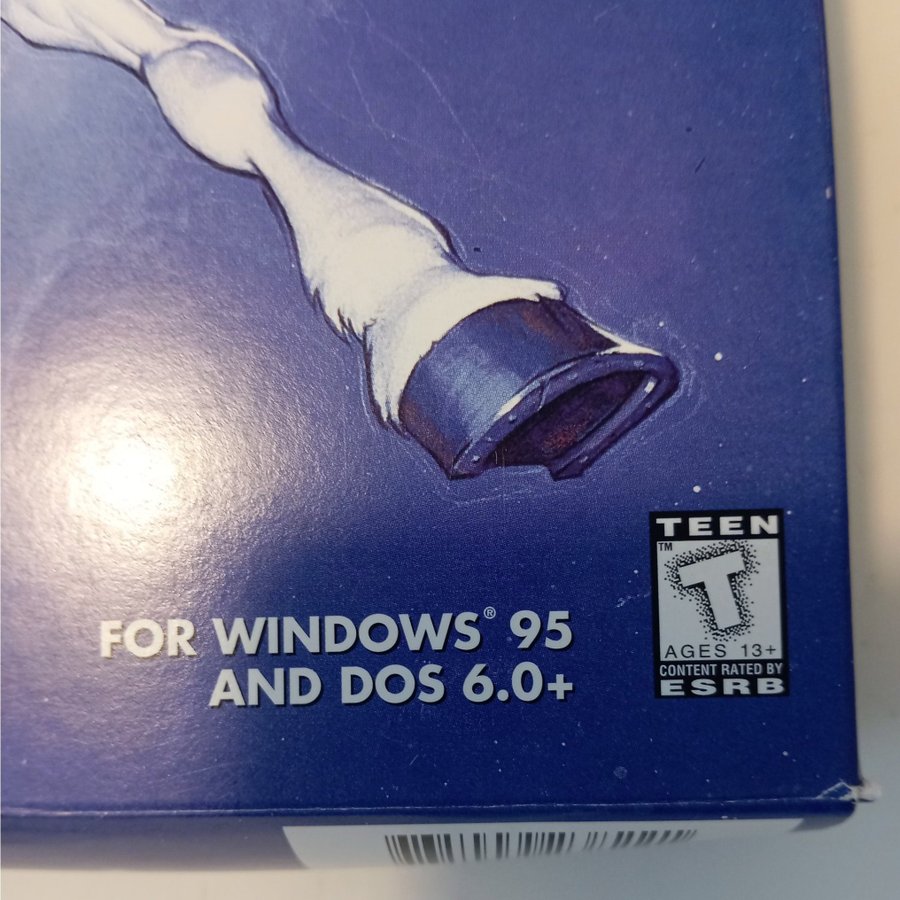 FOR WINDOWS® 95
AND DOS 6.0+
TEEN
TM
T
AGES 13+
CONTENT RATED BY
ESRB